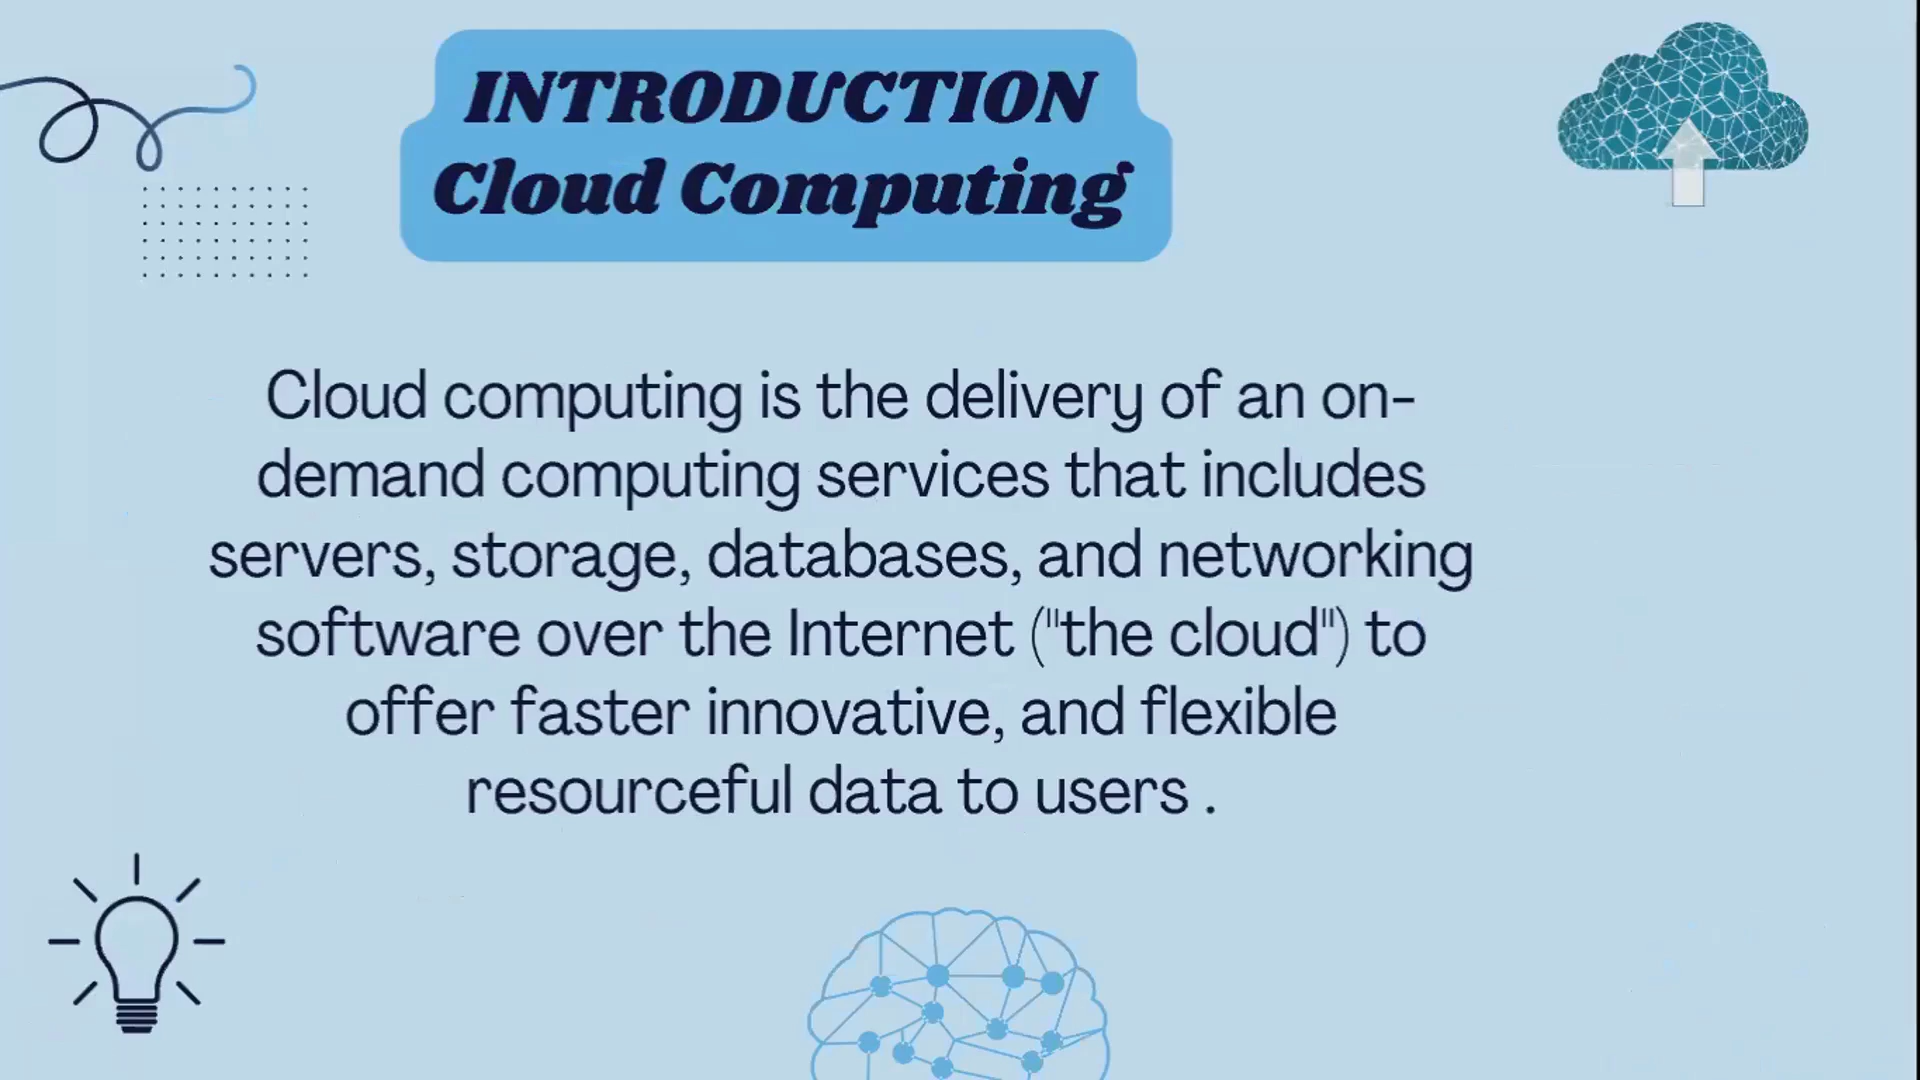 INTRODUCTION
Cloud Computing
Cloud computing is the delivery of an on-
demand computing services that includes
servers, storage, databases, and networking
software over the Internet ("the cloud") to
offer faster innovative, and flexible
resourceful data to users .